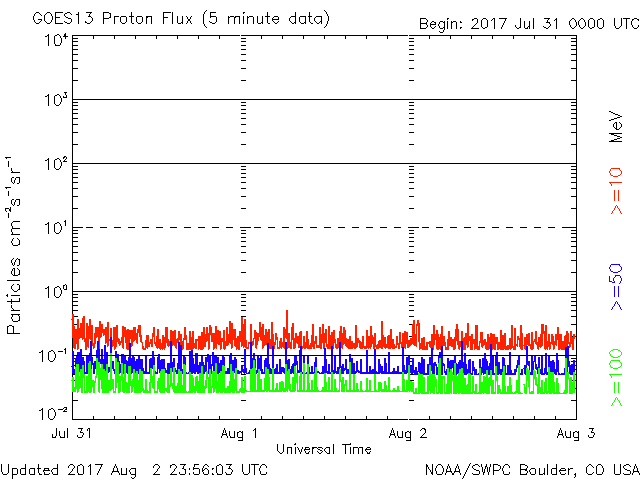 GOES13 Proton Flux (5 minute data)
Begin: 2017 Jul 31 0000 UTC
Particles cm⁻²s⁻¹sr⁻¹
10⁴
10³
10²
10¹
10⁰
10⁻¹
10⁻²
Jul 31
Aug 1
Aug 2
Aug 3
Universal Time
MeV
>=10
>=50
>=100
Updated 2017 Aug 2 23:56:03 UTC
NOAA/SWPC Boulder, CO USA